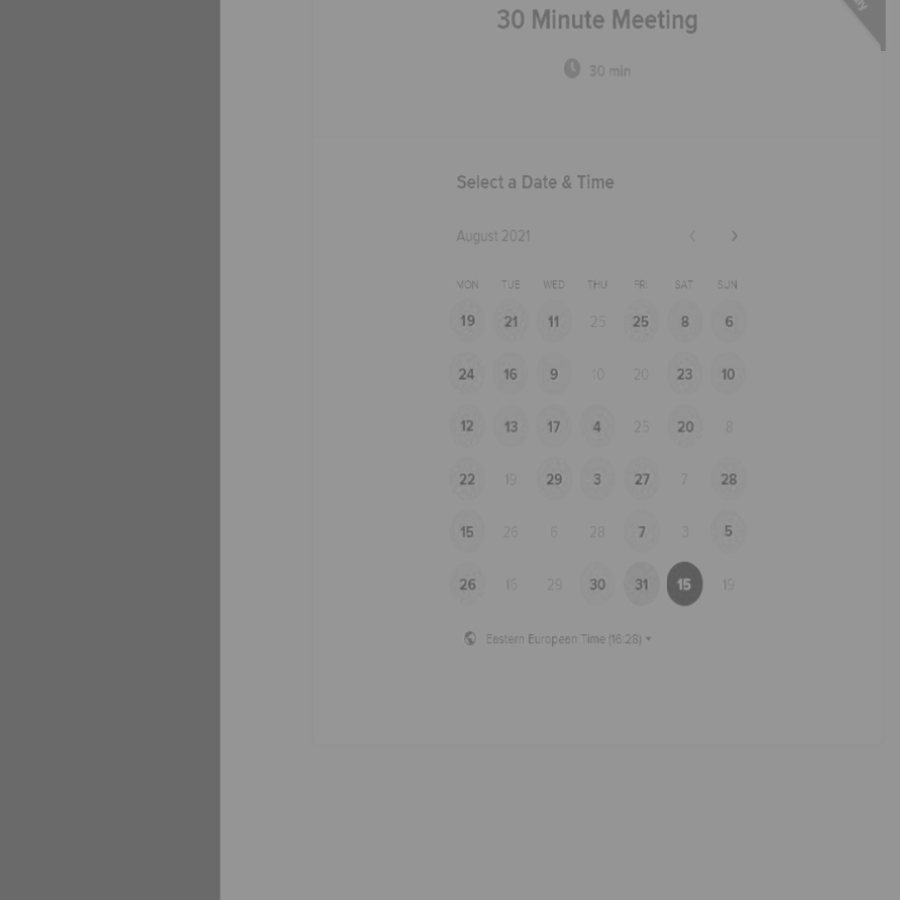 30 Minute Meeting
30 min
Select a Date & Time
August 2021
MON TUE WED THU FRI SAT SUN
19 21 11 25 25 8 6
24 16 9 10 20 23 10
12 13 17 4 25 20 8
22 19 29 3 27 7 28
15 26 6 28 7 3 5
26 15 29 30 31 15 19
Eastern European Time (16:28)